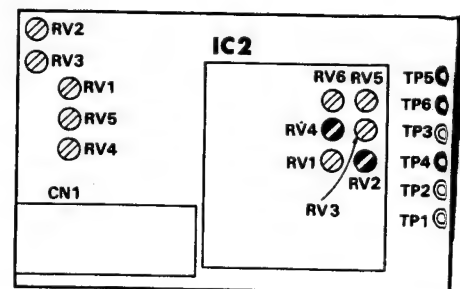 RV2
RV3
RV1
RV5
RV4
CN1
IC2
RV6 RV5
RV4
RV1
RV2
RV3
TP5
TP6
TP3
TP4
TP2
TP1